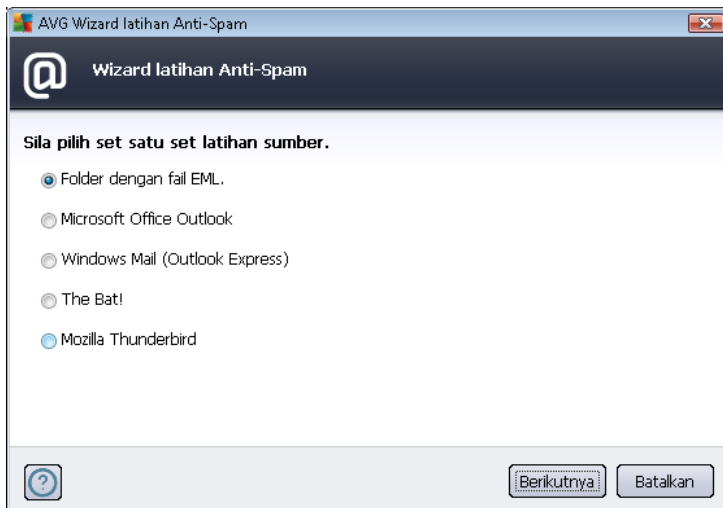 AVG Wizard latihan Anti-Spam
Wizard latihan Anti-Spam
Sila pilih set satu set latihan sumber.
Folder dengan fail EML.
Microsoft Office Outlook
Windows Mail (Outlook Express)
The Bat!
Mozilla Thunderbird
Berikutnya
Batalkan